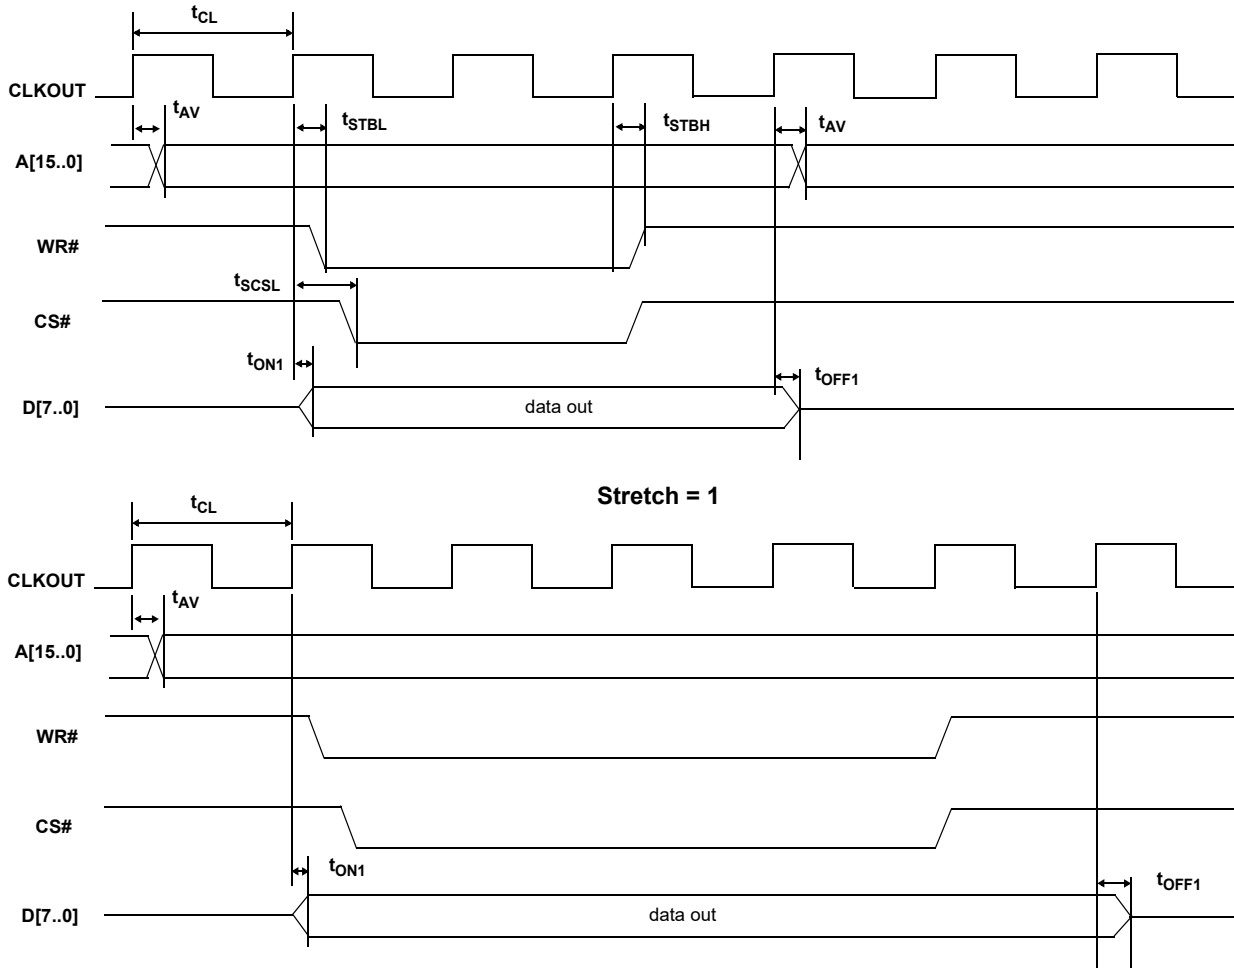 tCL
CLKOUT
tAV
tSTBL
tSTBH
tAV
A[15..0]
WR#
tSCSL
CS#
tON1
tOFF1
D[7..0]
data out
Stretch = 1
tCL
CLKOUT
tAV
A[15..0]
WR#
CS#
tON1
tOFF1
D[7..0]
data out